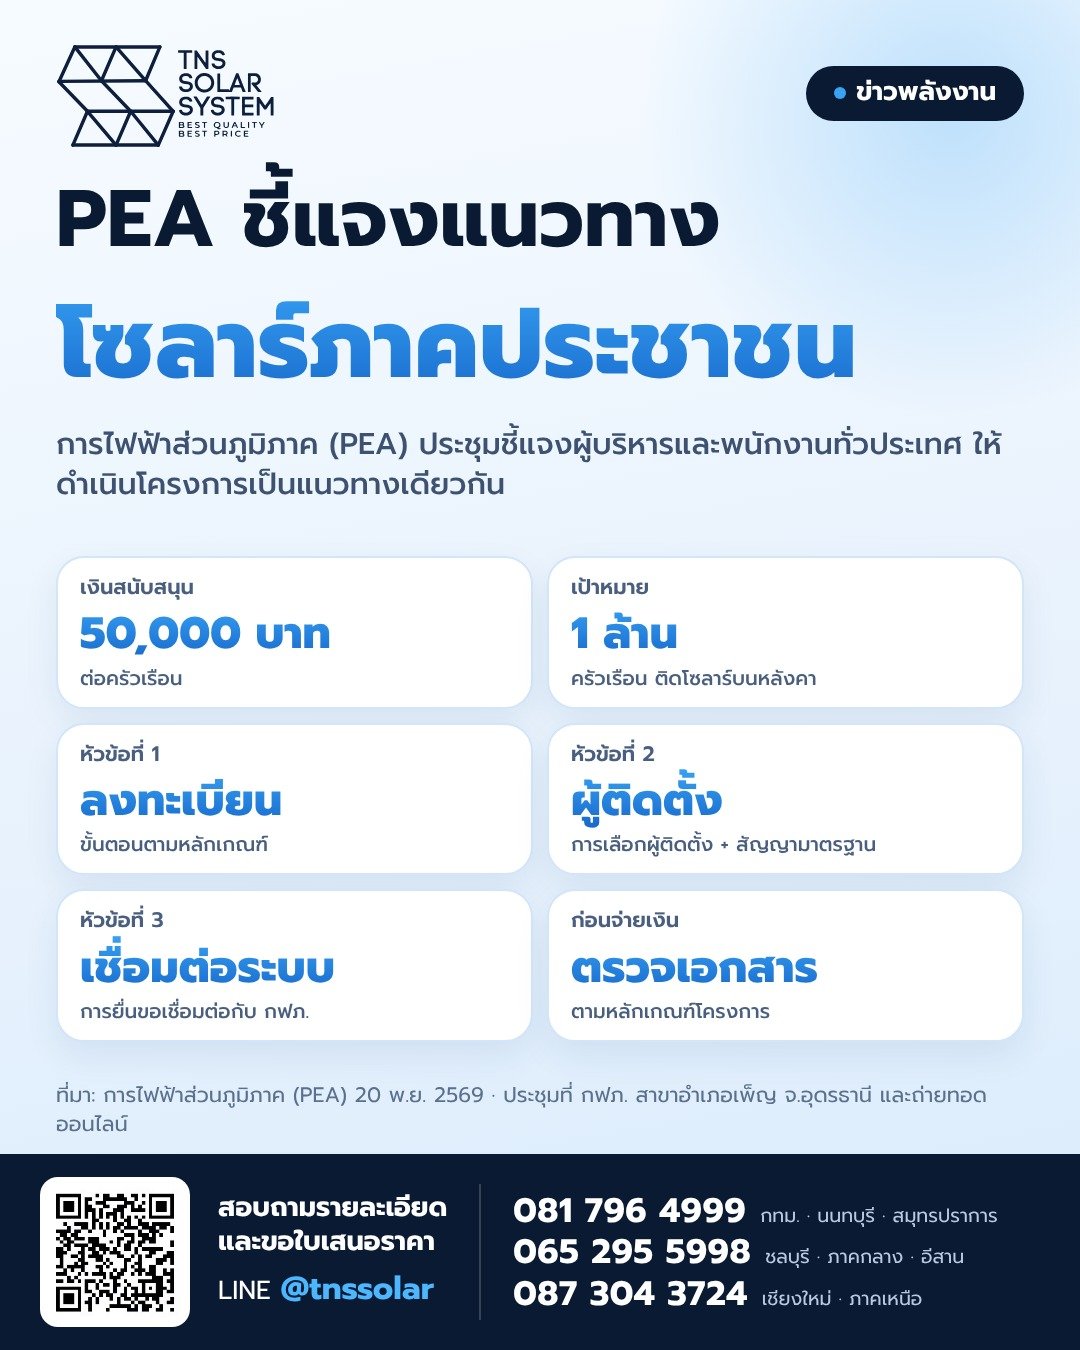 TNS
SOLAR
SYSTEM
BEST QUALITY
BEST PRICE
ข่าวพลังงาน
PEA ชี้แจงแนวทาง
โซลาร์ภาคประชาชน
การไฟฟ้าส่วนภูมิภาค (PEA) ประชุมชี้แจงผู้บริหารและพนักงานทั่วประเทศ ให้
ดำเนินโครงการเป็นแนวทางเดียวกัน
เงินสนับสนุน
50,000 บาท
ต่อครัวเรือน
เป้าหมาย
1 ล้าน
ครัวเรือน ติดโซลาร์บนหลังคา
หัวข้อที่ 1
ลงทะเบียน
ขั้นตอนตามหลักเกณฑ์
หัวข้อที่ 2
ผู้ติดตั้ง
การเลือกผู้ติดตั้ง + สัญญามาตรฐาน
หัวข้อที่ 3
เชื่อมต่อระบบ
การยื่นขอเชื่อมต่อกับ กฟภ.
ก่อนจ่ายเงิน
ตรวจเอกสาร
ตามหลักเกณฑ์โครงการ
ที่มา: การไฟฟ้าส่วนภูมิภาค (PEA) 20 พ.ย. 2569 · ประชุมที่ กฟภ. สาขาอำเภอเพ็ญ จ.อุดรธานี และถ่ายทอด
ออนไลน์
สอบถามรายละเอียด
และขอใบเสนอราคา
LINE @tnssolar
081 796 4999 กทม. · นนทบุรี · สมุทรปราการ
065 295 5998 ชลบุรี · ภาคกลาง · อีสาน
087 304 3724 เชียงใหม่ · ภาคเหนือ